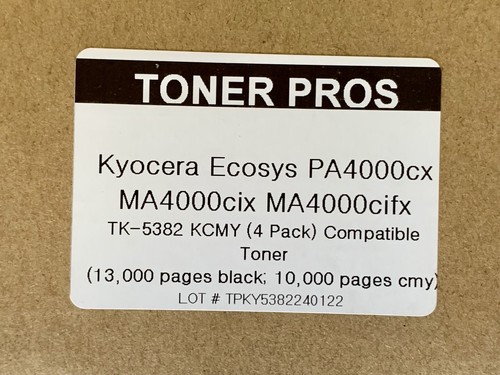 TONER PROS
Kyocera Ecosys PA4000cx
MA4000cix MA4000cifx
TK-5382 KCMY (4 Pack) Compatible
Toner
(13,000 pages black; 10,000 pages cmy)
LOT # TPKY5382240122